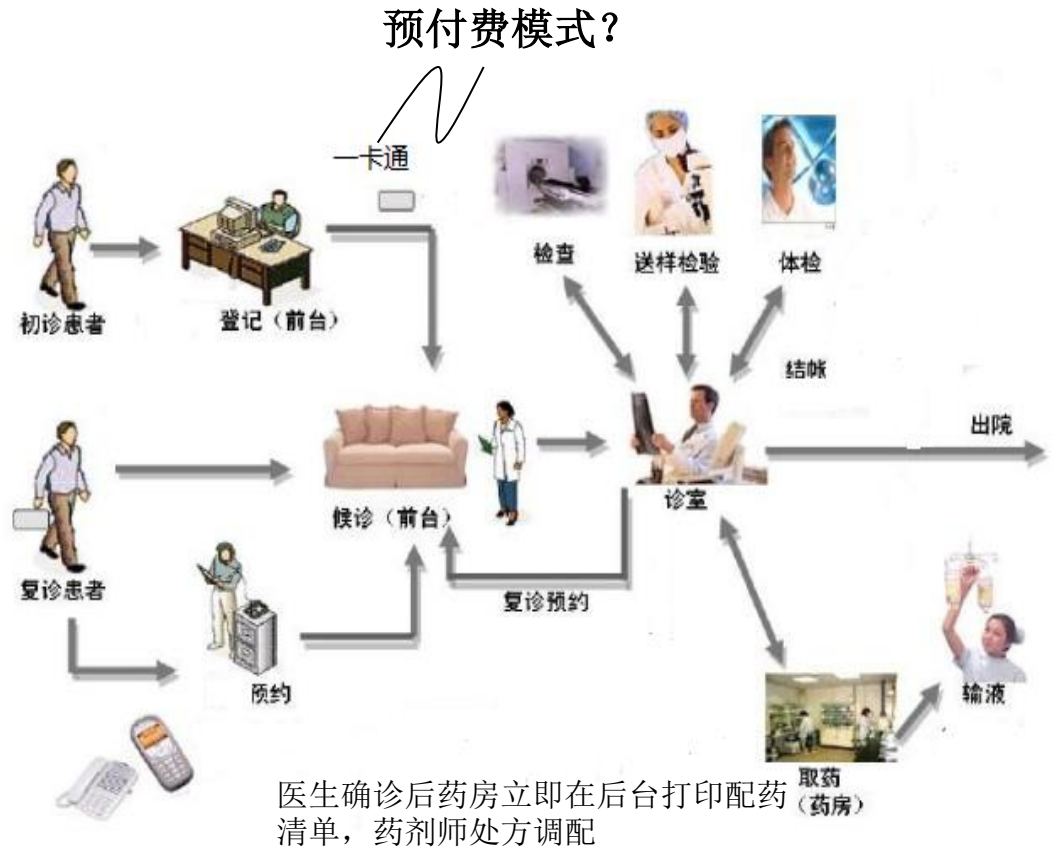 预付费模式？
一卡通
检查
送样检验
体检
初诊患者
登记（前台）
结帐
出院
候诊（前台）
诊室
复诊患者
复诊预约
预约
输液
取药
（药房）
医生确诊后药房立即在后台打印配药
清单，药剂师处方调配